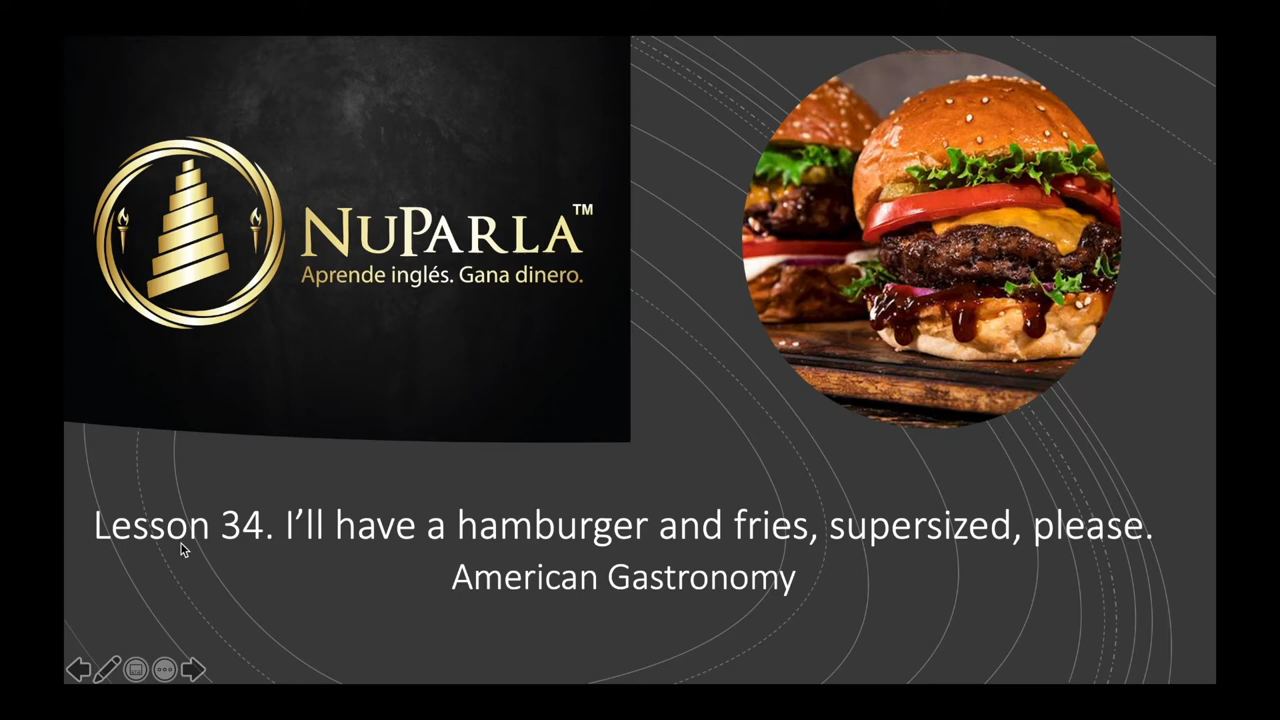 NUPARLA™
Aprende inglés. Gana dinero.
Lesson 34. I’ll have a hamburger and fries, supersized, please.
American Gastronomy